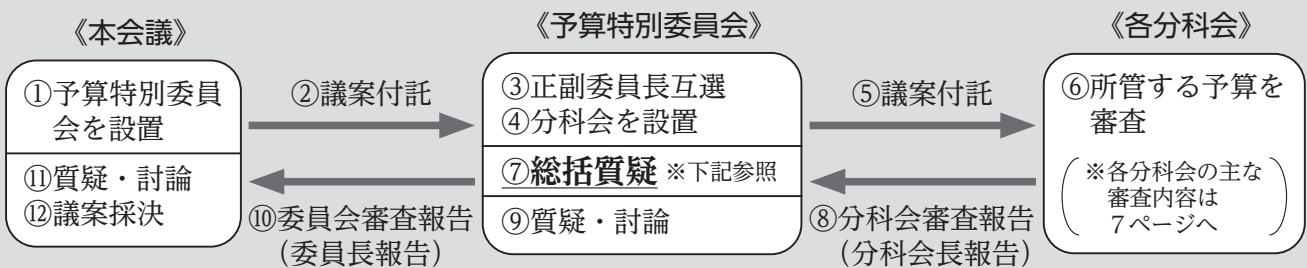 《本会議》
①予算特別委員
会を設置
⑪質疑・討論
⑫議案採決
②議案付託
⑩委員会審査報告
(委員長報告)
《予算特別委員会》
③正副委員長互選
④分科会を設置
⑦総括質疑 ※下記参照
⑨質疑・討論
⑤議案付託
⑧分科会審査報告
(分科会長報告)
《各分科会》
⑥所管する予算を
審査
(※各分科会の主な
審査内容は
7ページへ)